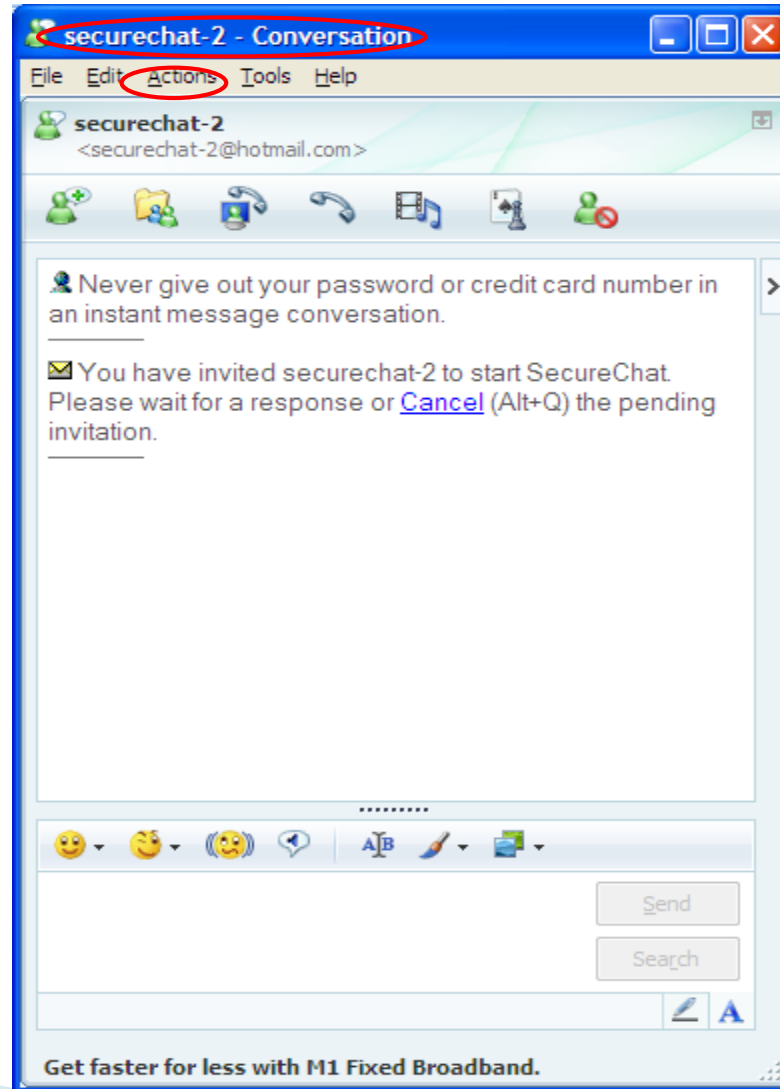 securechat-2 - Conversation
File Edit Actions Tools Help
securechat-2
<securechat-2@hotmail.com>
Never give out your password or credit card number in
an instant message conversation.
You have invited securechat-2 to start SecureChat.
Please wait for a response or Cancel (Alt+Q) the pending
invitation.
AB
Send
Search
A
Get faster for less with M1 Fixed Broadband.